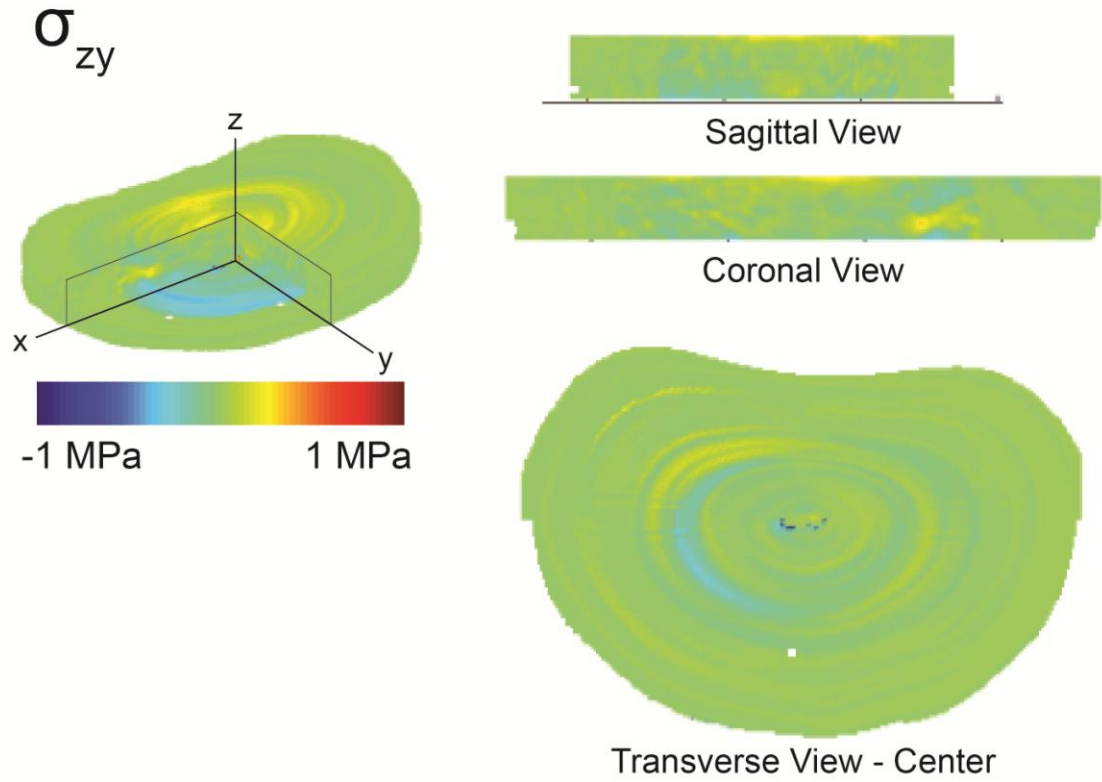 σzy
Sagittal View
z
Coronal View
x
y
-1 MPa
1 MPa
Transverse View - Center